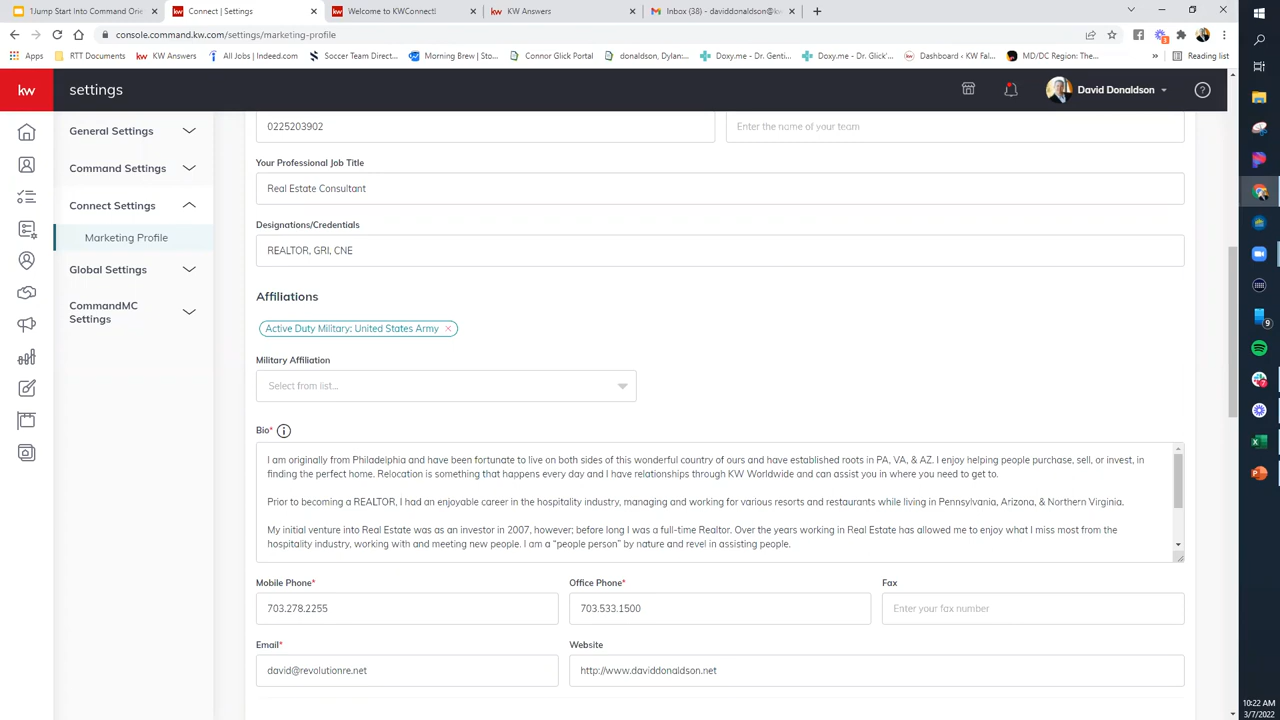 1Jump Start Into Command Orie
Connect | Settings
Welcome to KWConnect!
KW Answers
Inbox (38) - daviddonaldson@kw
console.command.kw.com/settings/marketing-profile
Apps
RTT Documents
KW Answers
All Jobs | Indeed.com
Soccer Team Direct...
Morning Brew | Sto...
Connor Glick Portal
donaldson, Dylan:...
Doxy.me - Dr. Genti...
Doxy.me - Dr. Glick'...
Dashboard ‹ KW Fal...
MD/DC Region: The...
»
Reading list
kw
settings
David Donaldson
General Settings
Command Settings
Connect Settings
Marketing Profile
Global Settings
CommandMC
Settings
0225203902
Enter the name of your team
Your Professional Job Title
Real Estate Consultant
Designations/Credentials
REALTOR, GRI, CNE
Affiliations
Active Duty Military: United States Army ×
Military Affiliation
Select from list...
Bio*
I am originally from Philadelphia and have been fortunate to live on both sides of this wonderful country of ours and have established roots in PA, VA, & AZ. I enjoy helping people purchase, sell, or invest, in
finding the perfect home. Relocation is something that happens every day and I have relationships through KW Worldwide and can assist you in where you need to get to.
Prior to becoming a REALTOR, I had an enjoyable career in the hospitality industry, managing and working for various resorts and restaurants while living in Pennsylvania, Arizona, & Northern Virginia.
My initial venture into Real Estate was as an investor in 2007, however; before long I was a full-time Realtor. Over the years working in Real Estate has allowed me to enjoy what I miss most from the
hospitality industry, working with and meeting new people. I am a “people person” by nature and revel in assisting people.
Mobile Phone*
Office Phone*
Fax
703.278.2255
703.533.1500
Enter your fax number
Email*
Website
david@revolutionre.net
http://www.daviddonaldson.net
9
10:22 AM
3/7/2022